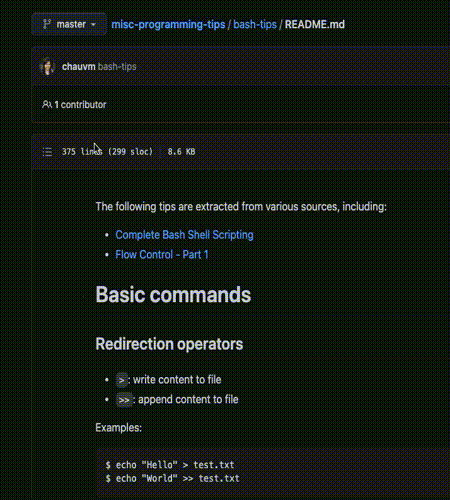 master misc-programming-tips / bash-tips / README.md
chauvm bash-tips
1 contributor
375 lines (299 sloc) 8.6 KB
The following tips are extracted from various sources, including:
• Complete Bash Shell Scripting
• Flow Control - Part 1
Basic commands
Redirection operators
• > : write content to file
• >> : append content to file
Examples:
$ echo "Hello" > test.txt
$ echo "World" >> test.txt